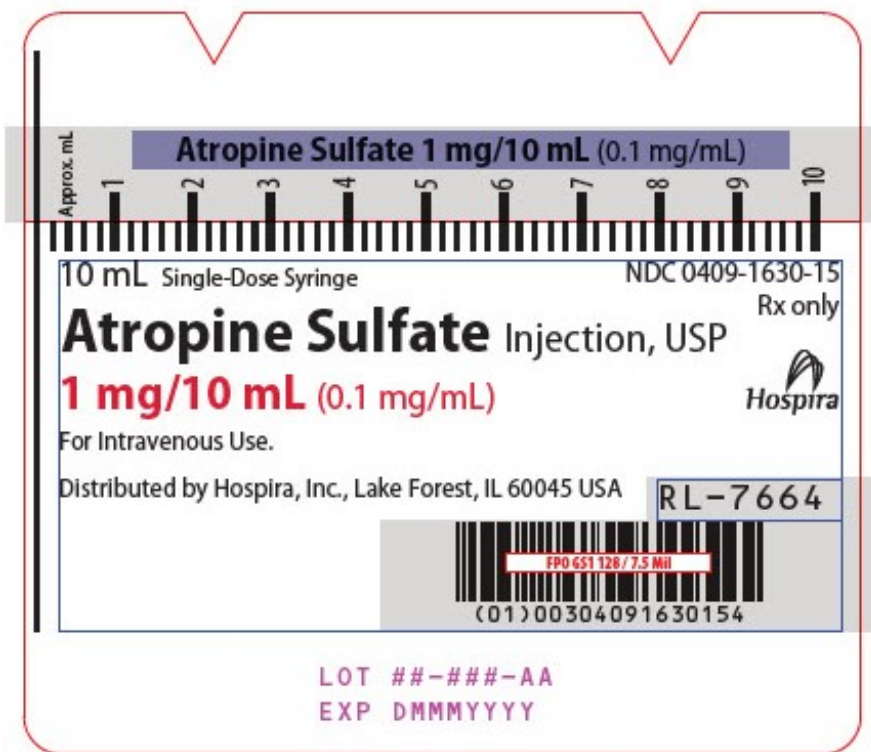 Atropine Sulfate 1 mg/10 mL (0.1 mg/mL)
Approx. mL 1 2 3 4 5 6 7 8 9 10
10 mL Single-Dose Syringe
NDC 0409-1630-15
Rx only
Atropine Sulfate Injection, USP
1 mg/10 mL (0.1 mg/mL)
Hospira
For Intravenous Use.
Distributed by Hospira, Inc., Lake Forest, IL 60045 USA
RL-7664
FPO GS1 128 / 7.5 Mil
(01)00304091630154
LOT ##-###-AA
EXP DMMMYYYY